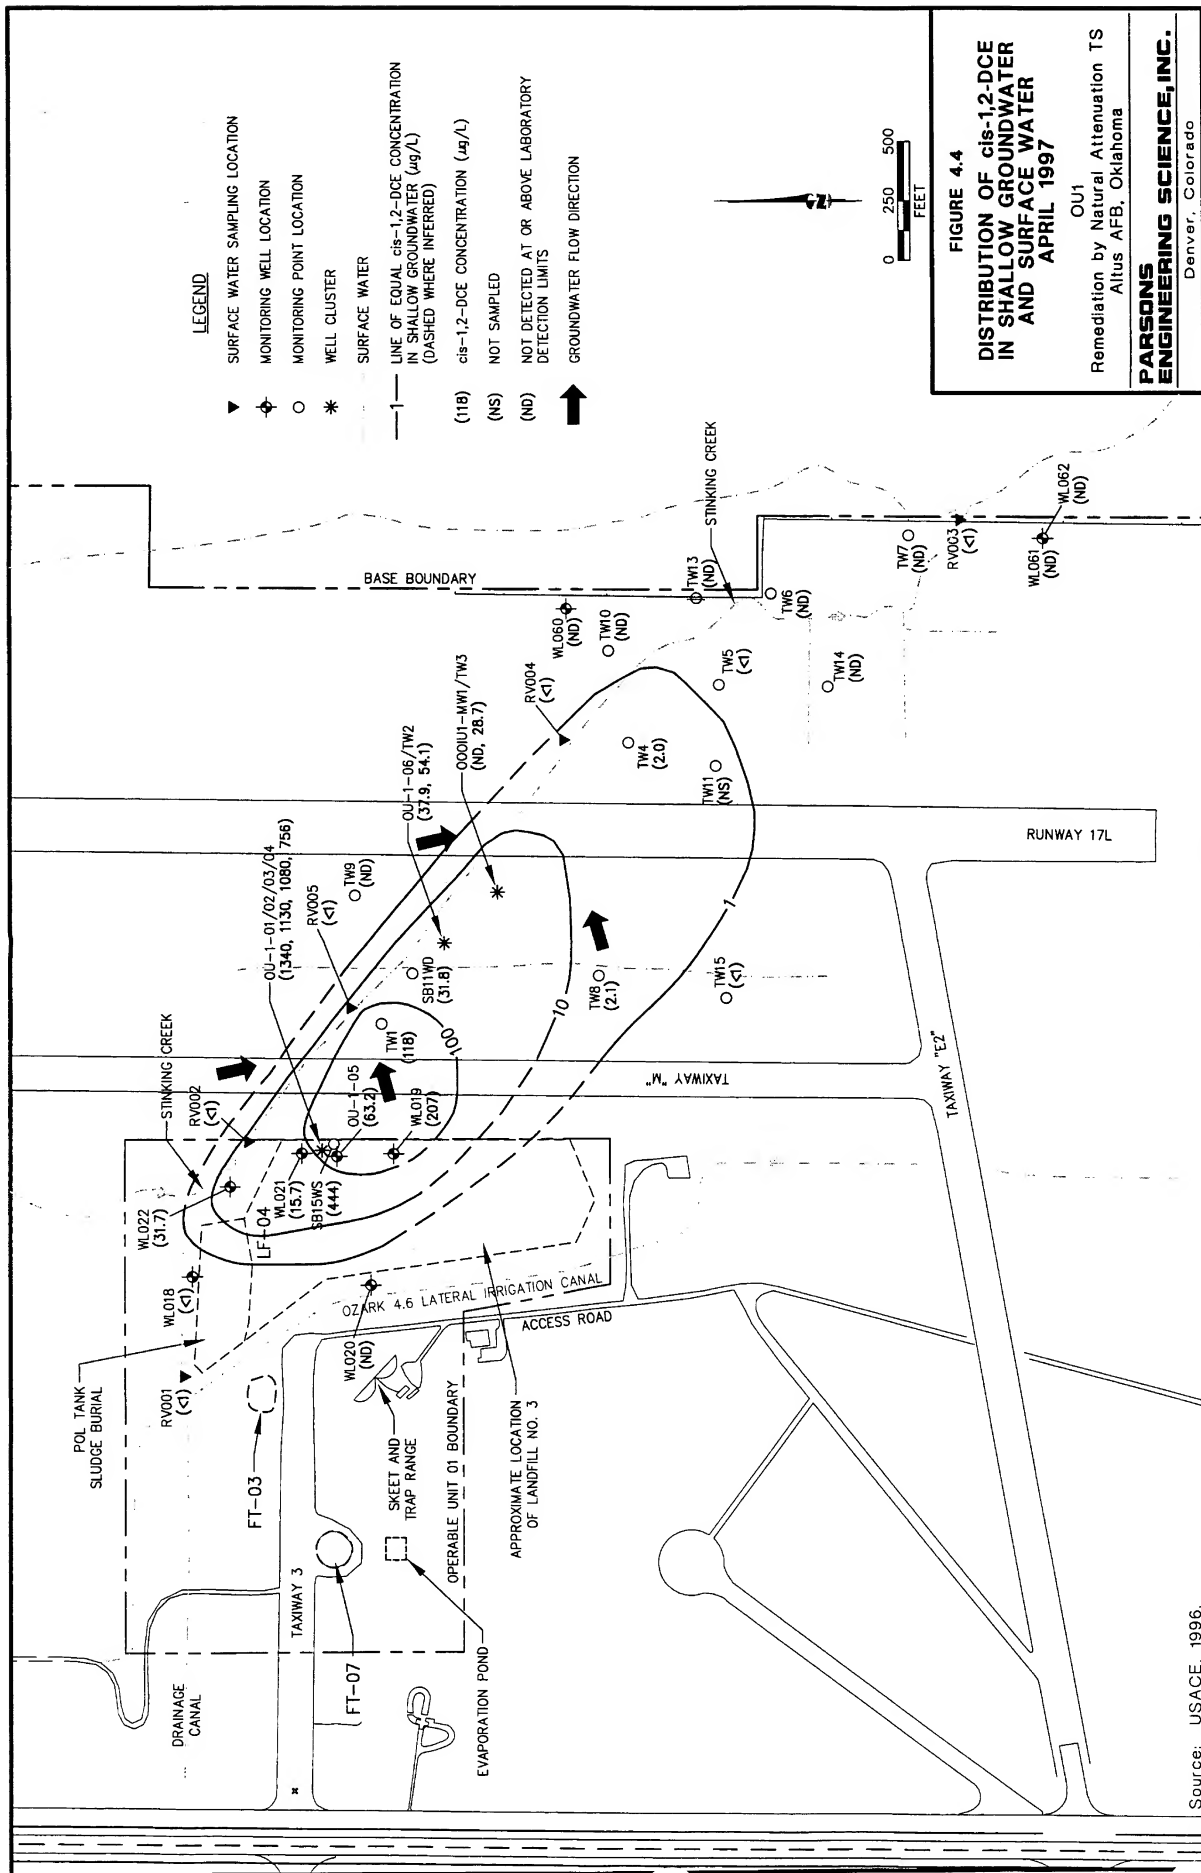 LEGEND
SURFACE WATER SAMPLING LOCATION
MONITORING WELL LOCATION
MONITORING POINT LOCATION
WELL CLUSTER
SURFACE WATER
1
LINE OF EQUAL cis-1,2-DCE CONCENTRATION
IN SHALLOW GROUNDWATER (µg/L)
(DASHED WHERE INFERRED)
(118) cis-1,2-DCE CONCENTRATION (µg/L)
(NS) NOT SAMPLED
(ND) NOT DETECTED AT OR ABOVE LABORATORY
DETECTION LIMITS
GROUNDWATER FLOW DIRECTION
N
0 250 500
FEET
FIGURE 4.4
DISTRIBUTION OF cis-1,2-DCE
IN SHALLOW GROUNDWATER
AND SURFACE WATER
APRIL 1997
OU1
Remediation by Natural Attenuation TS
Altus AFB, Oklahoma
PARSONS
ENGINEERING SCIENCE, INC.
Denver, Colorado
DRAINAGE
CANAL
POL TANK
SLUDGE BURIAL
RV001
(<1)
WL018
(<1)
WL022
(31.7)
STINKING CREEK
RV002
(<1)
OU-1-01/02/03/04
(1340, 1130, 1080, 756)
RV005
(<1)
TW9
(ND)
OU-1-06/TW2
(37.9, 54.1)
OOOIU1-MW1/TW3
(ND, 28.7)
RV004
(<1)
WL060
(ND)
TW10
(ND)
BASE BOUNDARY
TW13
(ND)
STINKING CREEK
FT-03
TAXIWAY 3
FT-07
x
LF-04
WL021
(15.7)
SB15WS
(444)
OU-1-05
(63.2)
WL019
(207)
TW1
(118)
100
SB11WD
(31.8)
10
TW8
(2.1)
TW4
(2.0)
TW11
(NS)
TW5
(<1)
TW6
(ND)
TW14
(ND)
TW7
(ND)
RV003
(<1)
WL061
(ND)
WL062
(ND)
1
TW15
(<1)
WL020
(ND)
OZARK 4.6 LATERAL IRRIGATION CANAL
ACCESS ROAD
SKEET AND
TRAP RANGE
OPERABLE UNIT 01 BOUNDARY
EVAPORATION POND
APPROXIMATE LOCATION
OF LANDFILL NO. 3
TAXIWAY "M"
RUNWAY 17L
TAXIWAY "E2"
Source: USACE, 1996.